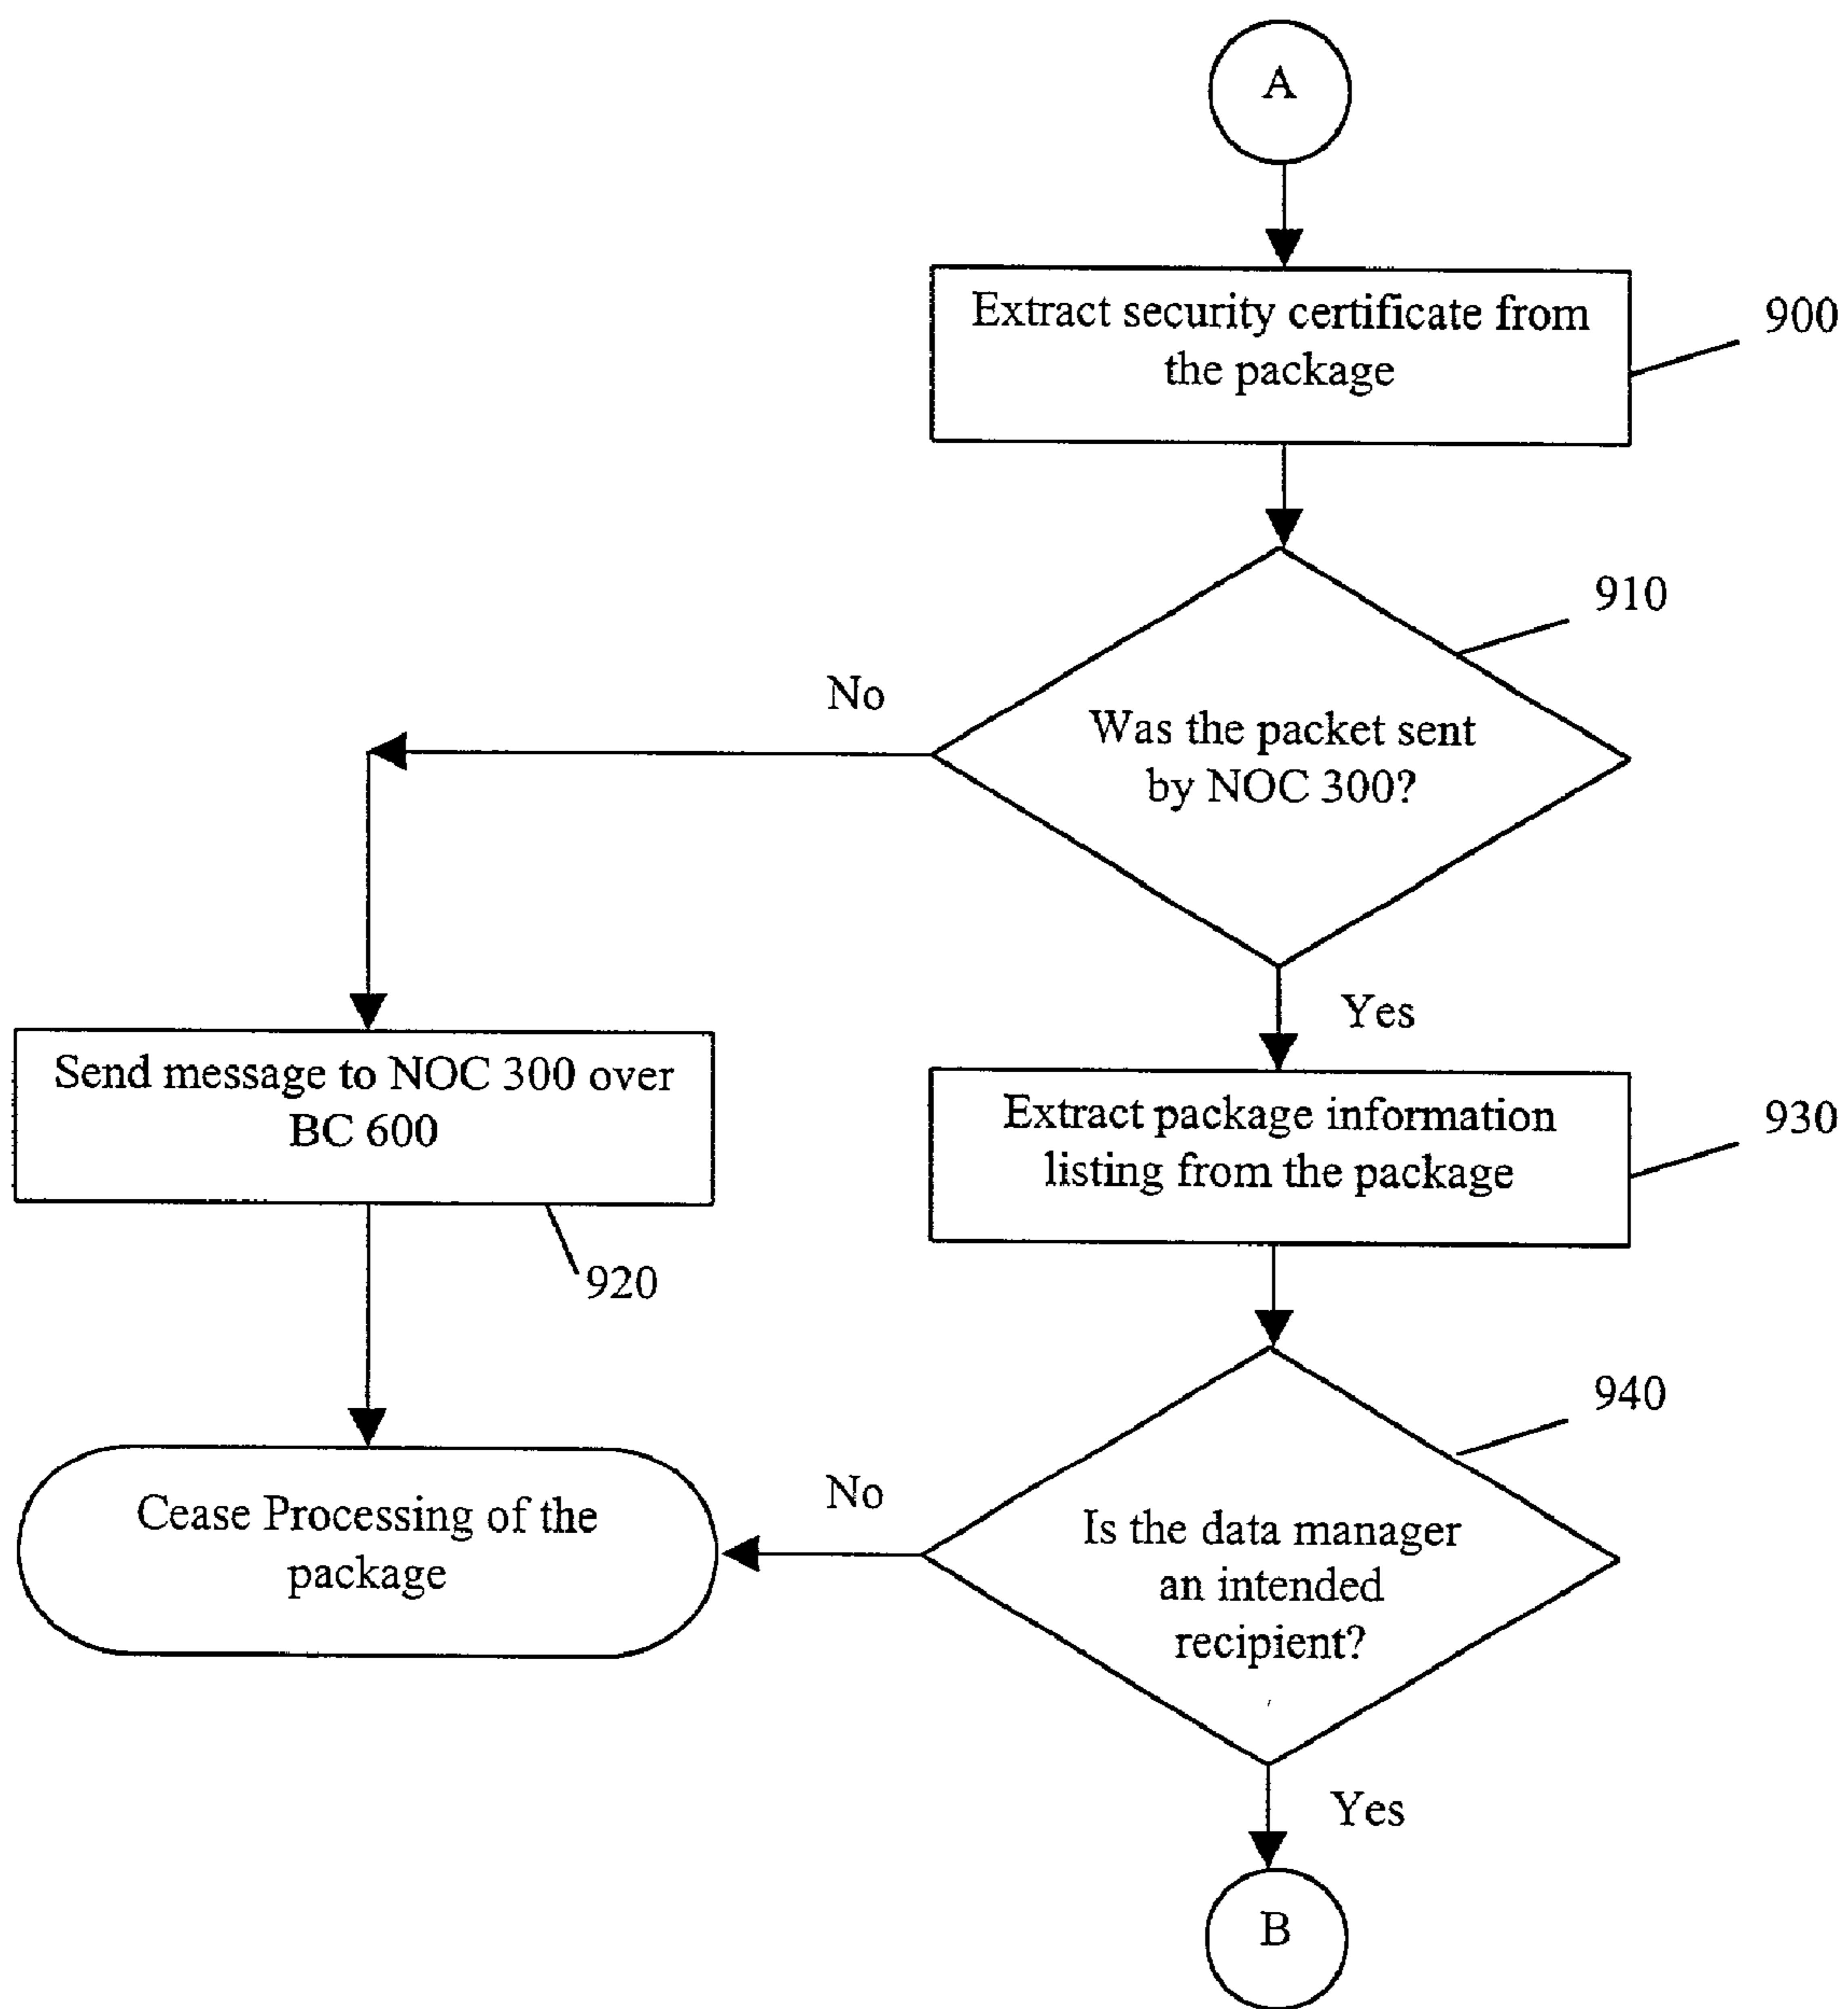 A
Extract security certificate from
the package
900
910
No
Was the packet sent
by NOC 300?
Yes
Send message to NOC 300 over
BC 600
920
Extract package information
listing from the package
930
940
No
Cease Processing of the
package
Is the data manager
an intended
recipient?
Yes
B